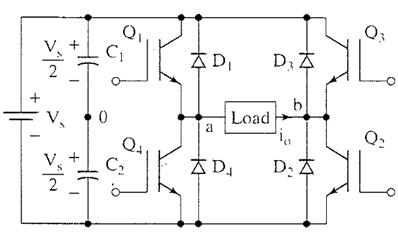 Q₁
Q₃
Vₛ/2
+
−
C₁
D₁
D₃
+
Vₛ
−
0
a
Load
b
iₒ
Vₛ/2
+
−
C₂
Q₄
D₄
D₂
Q₂